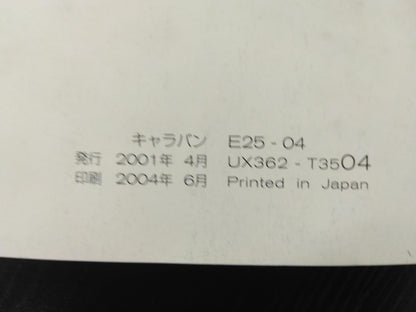 キャラバン E25-04
発行 2001年 4月 UX362-T3504
印刷 2004年 6月 Printed in Japan